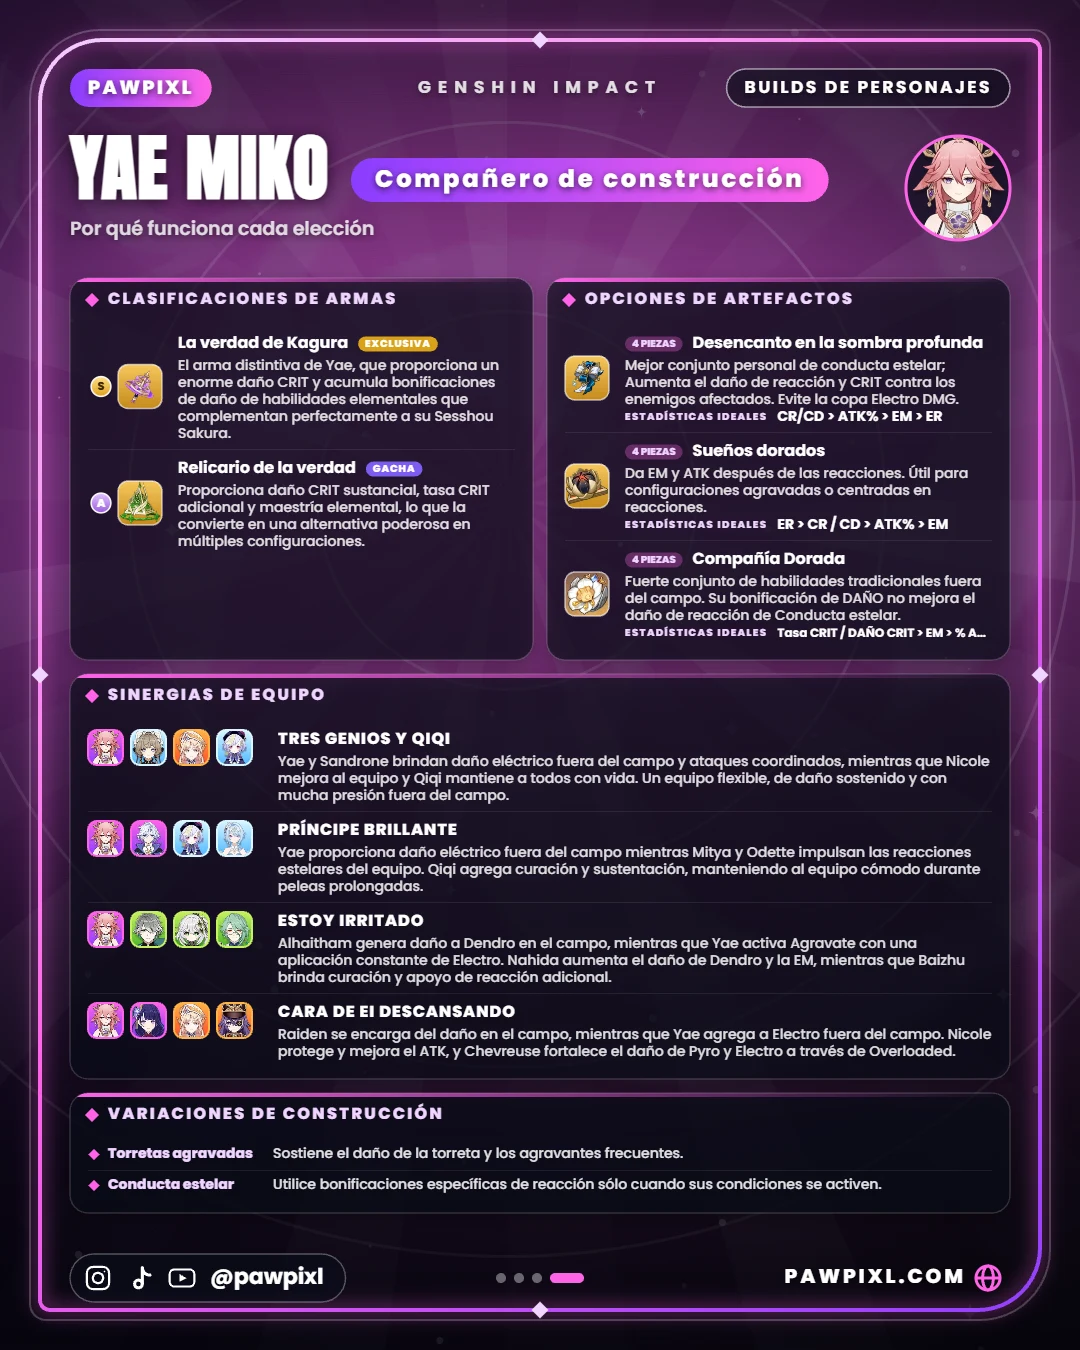 PAWPIXL
GENSHIN IMPACT
BUILDS DE PERSONAJES
YAE MIKO
Compañero de construcción
Por qué funciona cada elección
CLASIFICACIONES DE ARMAS
S
La verdad de Kagura EXCLUSIVA
El arma distintiva de Yae, que proporciona un
enorme daño CRIT y acumula bonificaciones
de daño de habilidades elementales que
complementan perfectamente a su Sesshou
Sakura.
A
Relicario de la verdad GACHA
Proporciona daño CRIT sustancial, tasa CRIT
adicional y maestría elemental, lo que la
convierte en una alternativa poderosa en
múltiples configuraciones.
OPCIONES DE ARTEFACTOS
4 PIEZAS Desencanto en la sombra profunda
Mejor conjunto personal de conducta estelar;
Aumenta el daño de reacción y CRIT contra los
enemigos afectados. Evite la copa Electro DMG.
ESTADÍSTICAS IDEALES CR/CD > ATK% > EM > ER
4 PIEZAS Sueños dorados
Da EM y ATK después de las reacciones. Útil para
configuraciones agravadas o centradas en
reacciones.
ESTADÍSTICAS IDEALES ER > CR / CD > ATK% > EM
4 PIEZAS Compañía Dorada
Fuerte conjunto de habilidades tradicionales fuera
del campo. Su bonificación de DAÑO no mejora el
daño de reacción de Conducta estelar.
ESTADÍSTICAS IDEALES Tasa CRIT / DAÑO CRIT > EM > % A...
SINERGIAS DE EQUIPO
TRES GENIOS Y QIQI
Yae y Sandrone brindan daño eléctrico fuera del campo y ataques coordinados, mientras que Nicole
mejora al equipo y Qiqi mantiene a todos con vida. Un equipo flexible, de daño sostenido y con
mucha presión fuera del campo.
PRÍNCIPE BRILLANTE
Yae proporciona daño eléctrico fuera del campo mientras Mitya y Odette impulsan las reacciones
estelares del equipo. Qiqi agrega curación y sustentación, manteniendo al equipo cómodo durante
peleas prolongadas.
ESTOY IRRITADO
Alhaitham genera daño a Dendro en el campo, mientras que Yae activa Agravate con una
aplicación constante de Electro. Nahida aumenta el daño de Dendro y la EM, mientras que Baizhu
brinda curación y apoyo de reacción adicional.
CARA DE EI DESCANSANDO
Raiden se encarga del daño en el campo, mientras que Yae agrega a Electro fuera del campo. Nicole
protege y mejora el ATK, y Chevreuse fortalece el daño de Pyro y Electro a través de Overloaded.
VARIACIONES DE CONSTRUCCIÓN
Torretas agravadas Sostiene el daño de la torreta y los agravantes frecuentes.
Conducta estelar Utilice bonificaciones específicas de reacción sólo cuando sus condiciones se activen.
@pawpixl
PAWPIXL.COM